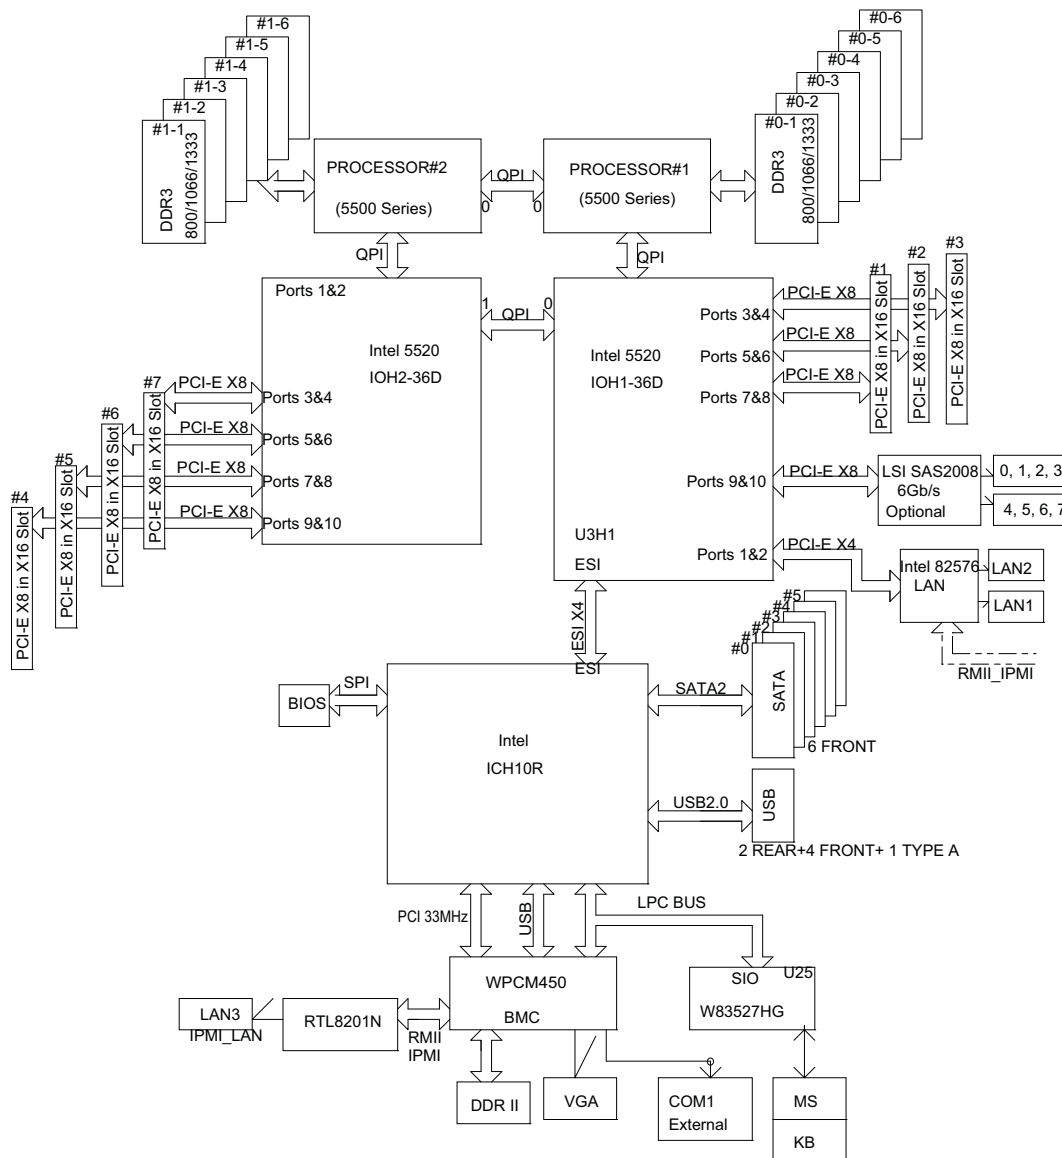 #1-6
#1-5
#1-4
#1-3
#1-2
#1-1
DDR3
800/1066/1333
#0-6
#0-5
#0-4
#0-3
#0-2
#0-1
DDR3
800/1066/1333
PROCESSOR#2
(5500 Series)
QPI
0
0
PROCESSOR#1
(5500 Series)
QPI
QPI
Ports 1&2
Intel 5520
IOH2-36D
Ports 3&4
Ports 5&6
Ports 7&8
Ports 9&10
1
QPI
0
Intel 5520
IOH1-36D
Ports 3&4
Ports 5&6
Ports 7&8
Ports 9&10
U3H1
Ports 1&2
ESI
PCI-E X8
PCI-E X8
PCI-E X8
#1
PCI-E X8 in X16 Slot
#2
PCI-E X8 in X16 Slot
#3
PCI-E X8 in X16 Slot
PCI-E X8
PCI-E X8
PCI-E X8
PCI-E X8
#7
PCI-E X8 in X16 Slot
#6
PCI-E X8 in X16 Slot
#5
PCI-E X8 in X16 Slot
#4
PCI-E X8 in X16 Slot
PCI-E X8
LSI SAS2008
6Gb/s
Optional
0, 1, 2, 3
4, 5, 6, 7
PCI-E X4
Intel 82576
LAN
LAN2
LAN1
RMII_IPMI
ESI X4
ESI
SPI
BIOS
Intel
ICH10R
SATA2
#5
#4
#3
#2
#1
#0
SATA
6 FRONT
USB2.0
USB
2 REAR+4 FRONT+ 1 TYPE A
PCI 33MHz
USB
LPC BUS
WPCM450
BMC
SIO
U25
W83527HG
LAN3
IPMI_LAN
RTL8201N
RMII
IPMI
DDR II
VGA
COM1
External
MS
KB